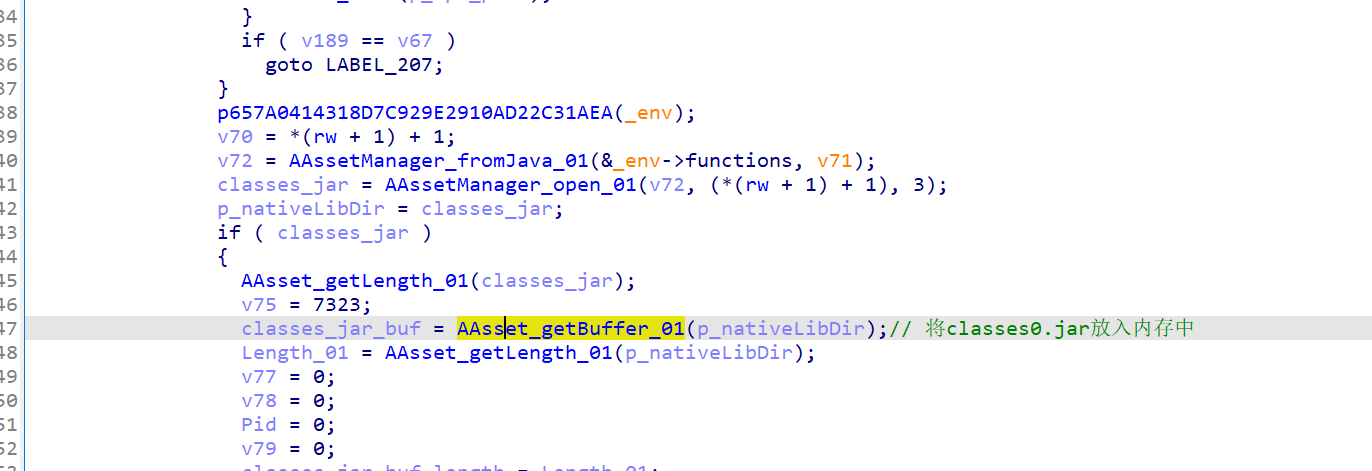 34 }
35 if ( v189 == v67 )
36 goto LABEL_207;
37 }
38 p657A0414318D7C929E2910AD22C31AEA(_env);
39 v70 = *(rw + 1) + 1;
40 v72 = AAssetManager_fromJava_01(&_env->functions, v71);
41 classes_jar = AAssetManager_open_01(v72, (*(rw + 1) + 1), 3);
42 p_nativeLibDir = classes_jar;
43 if ( classes_jar )
44 {
45 AAsset_getLength_01(classes_jar);
46 v75 = 7323;
47 classes_jar_buf = AAsset_getBuffer_01(p_nativeLibDir);// 将classes0.jar放入内存中
48 Length_01 = AAsset_getLength_01(p_nativeLibDir);
49 v77 = 0;
50 v78 = 0;
51 Pid = 0;
52 v79 = 0;